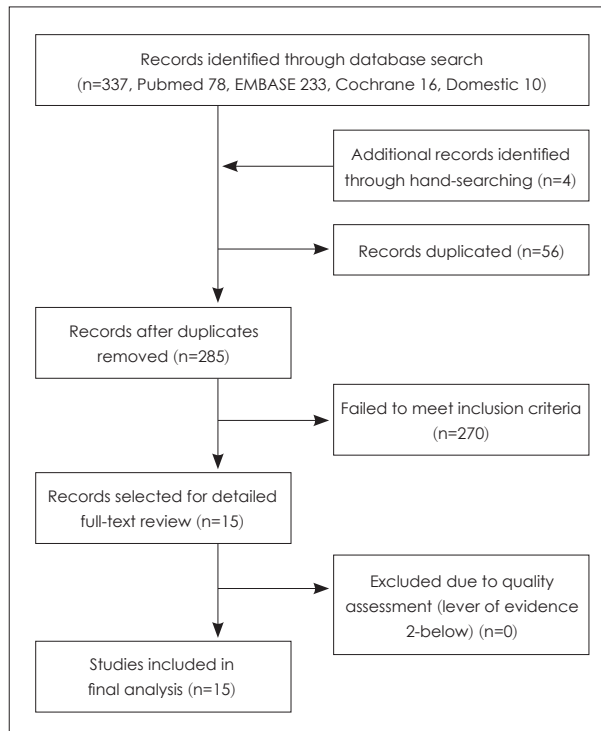 Records identified through database search
(n=337, Pubmed 78, EMBASE 233, Cochrane 16, Domestic 10)
Additional records identified
through hand-searching (n=4)
Records duplicated (n=56)
Records after duplicates
removed (n=285)
Failed to meet inclusion criteria
(n=270)
Records selected for detailed
full-text review (n=15)
Excluded due to quality
assessment (lever of evidence
2-below) (n=0)
Studies included in
final analysis (n=15)